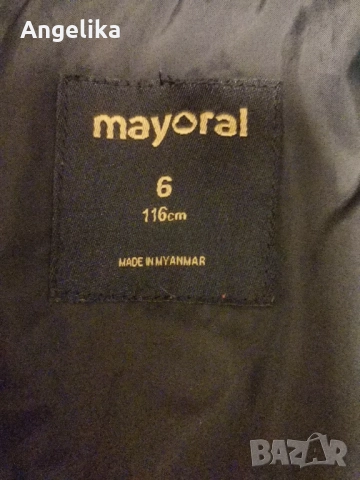 Angelika
mayoral
6
116cm
MADE IN MYANMAR
BAZAR